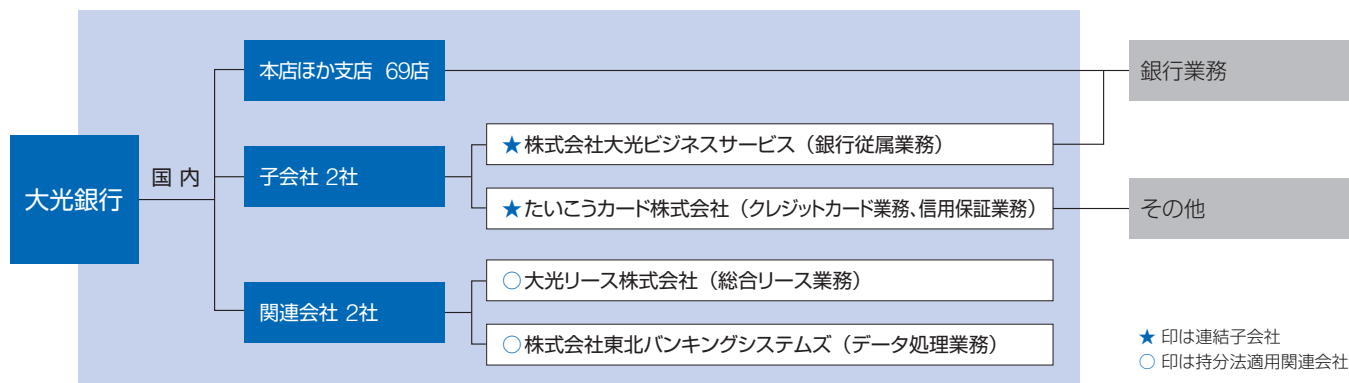 大光銀行
国内
本店ほか支店 69店
銀行業務
子会社 2社
★株式会社大光ビジネスサービス（銀行従属業務）
★たいこうカード株式会社（クレジットカード業務、信用保証業務）
その他
関連会社 2社
○大光リース株式会社（総合リース業務）
○株式会社東北バンキングシステムズ（データ処理業務）
★ 印は連結子会社
○ 印は持分法適用関連会社